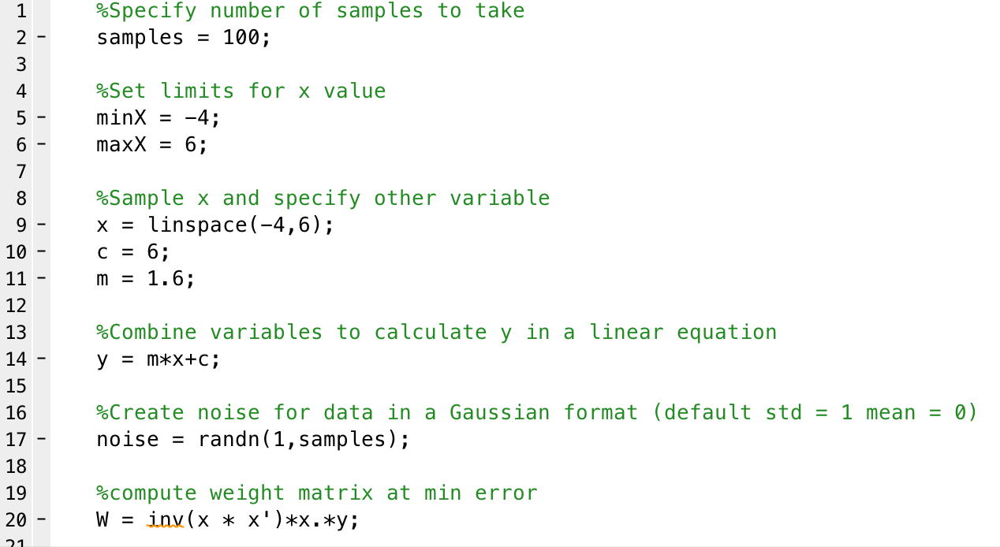 1 %Specify number of samples to take
2 - samples = 100;
3
4 %Set limits for x value
5 - minX = -4;
6 - maxX = 6;
7
8 %Sample x and specify other variable
9 - x = linspace(-4,6);
10 - c = 6;
11 - m = 1.6;
12
13 %Combine variables to calculate y in a linear equation
14 - y = m*x+c;
15
16 %Create noise for data in a Gaussian format (default std = 1 mean = 0)
17 - noise = randn(1,samples);
18
19 %compute weight matrix at min error
20 - W = inv(x * x')*x.*y;
21